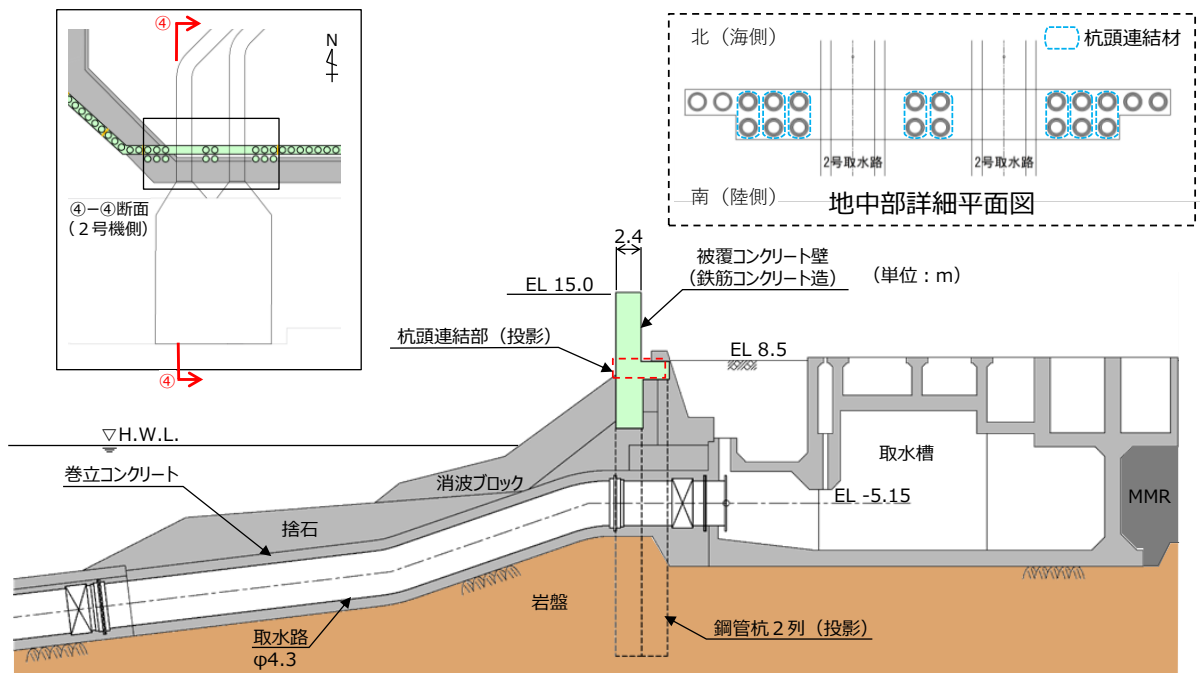 ④
N
④－④断面
(２号機側)
④
北（海側）
杭頭連結材
2号取水路
2号取水路
南（陸側）
地中部詳細平面図
2.4
被覆コンクリート壁
(鉄筋コンクリート造)
（単位：m）
EL 15.0
杭頭連結部（投影）
EL 8.5
▽H.W.L.
巻立コンクリート
消波ブロック
取水槽
EL -5.15
MMR
捨石
岩盤
取水路
φ4.3
鋼管杭２列（投影）